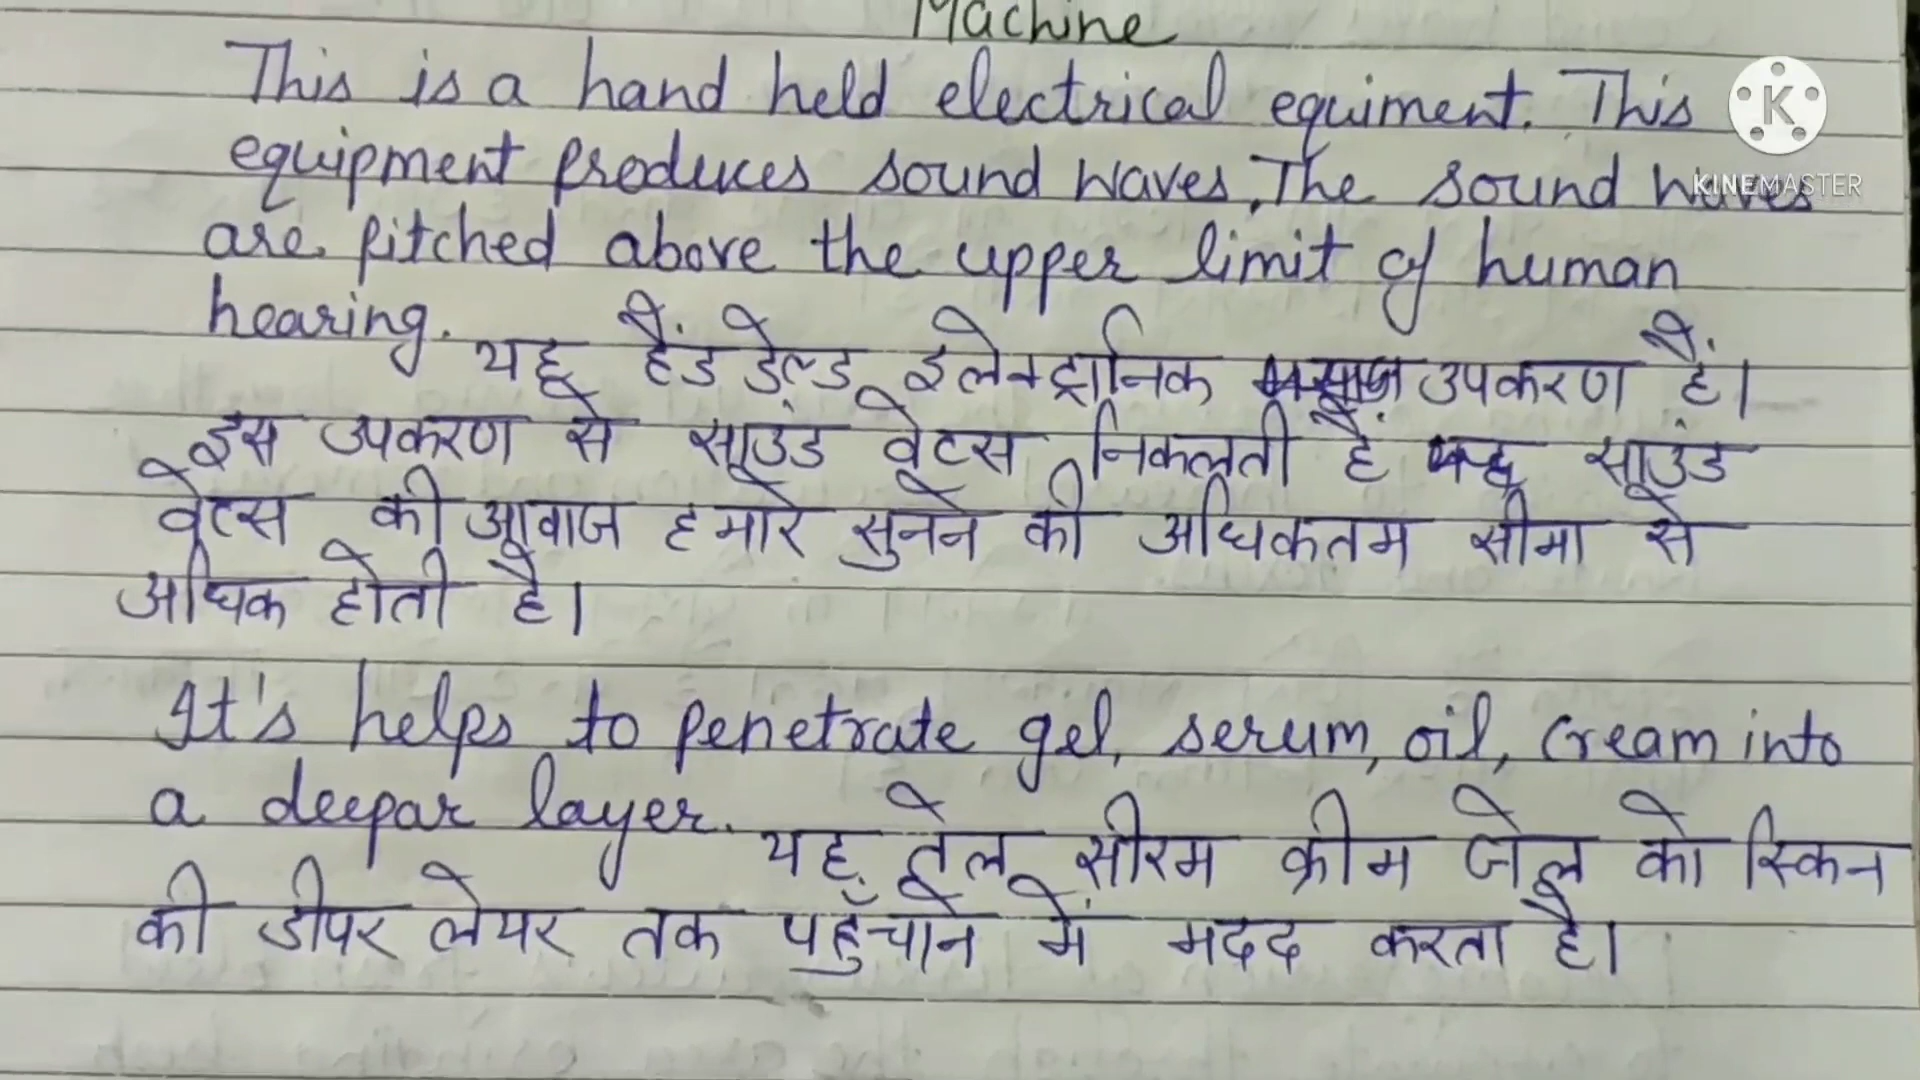 Machine
This is a hand held electrical equiment. This
equipment produces sound waves, The sound waves
are pitched above the upper limit of human
hearing. यह हैंड डेल्ड इलेक्ट्रानिक उपकरण हैं।
इस उपकरण से साउंड वेव्स निकलती हैं यह साउंड
वेव्स की आवाज हमारे सुनने की अधिकतम सीमा से
अधिक होती है।
It's helps to penetrate gel, serum, oil, cream into
a deepar layer. यह तेल सीरम क्रीम जेल को स्किन
की डीपर लेयर तक पहुँचाने में मदद करता है।
K
KINEMASTER